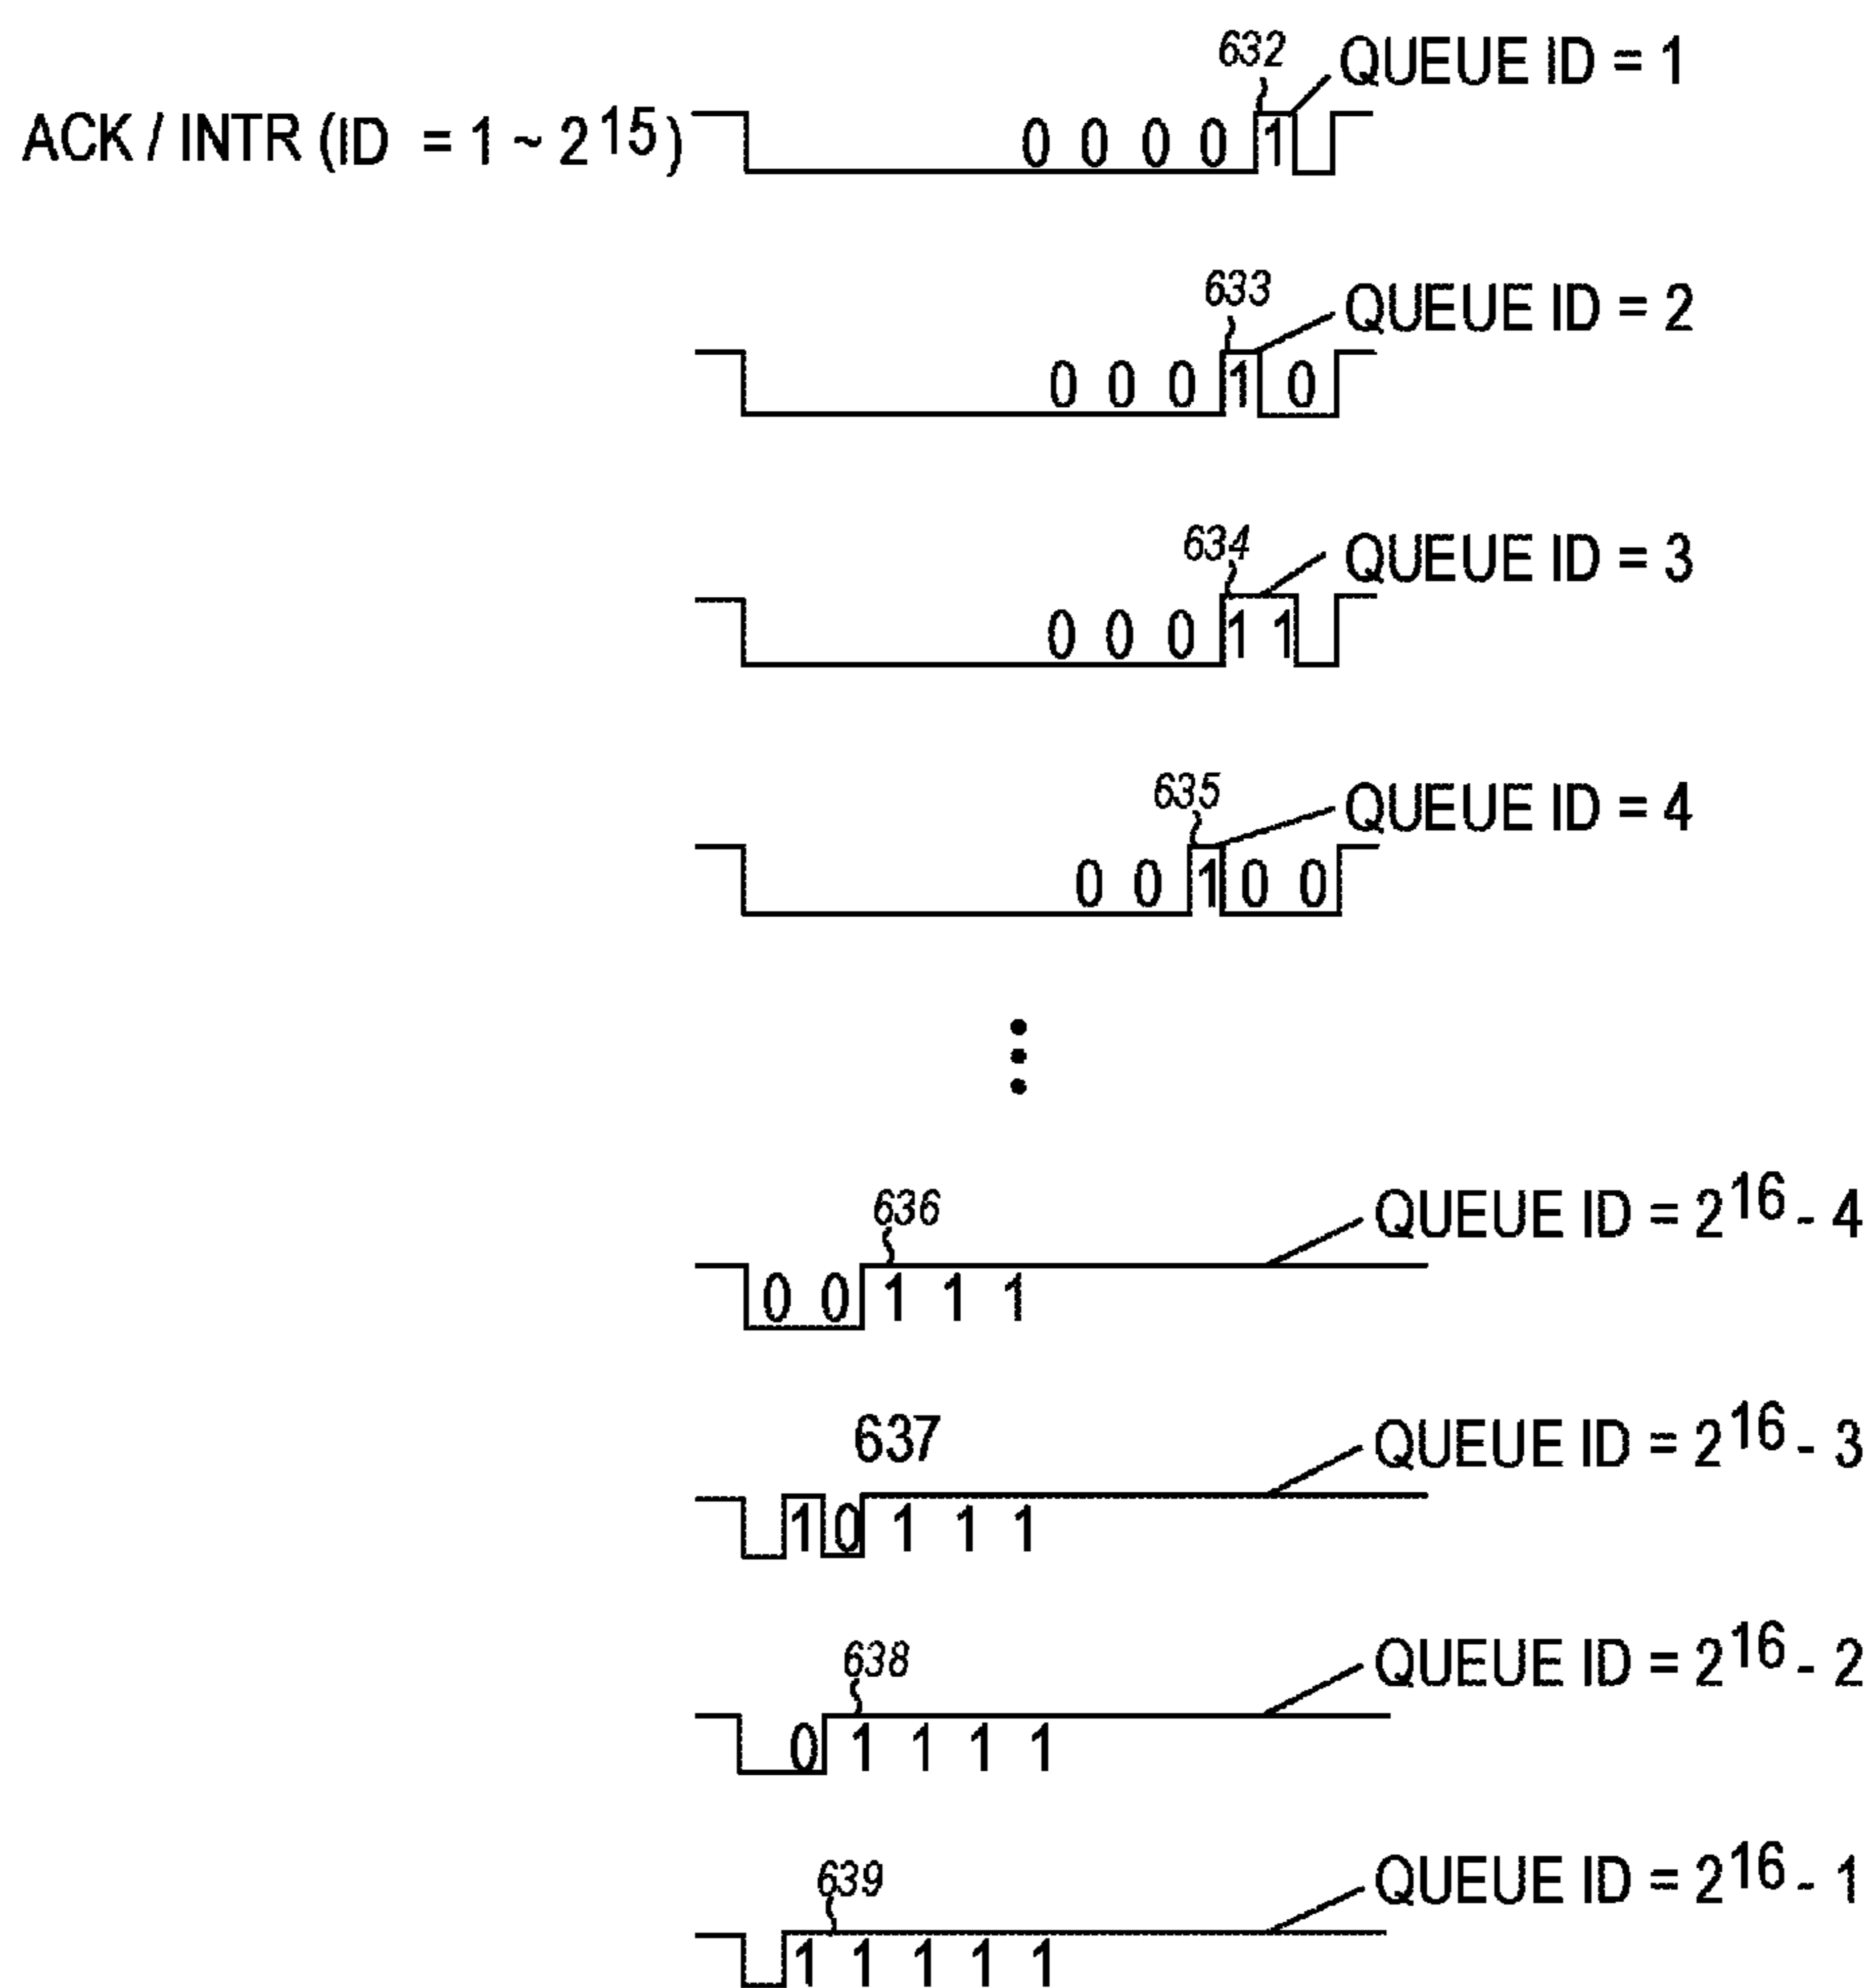 632 QUEUE ID = 1
ACK / INTR (ID = 1 ~ 2^15) 0 0 0 0 1
633 QUEUE ID = 2
0 0 0 1 0
634 QUEUE ID = 3
0 0 0 1 1
635 QUEUE ID = 4
0 0 1 0 0
636 QUEUE ID = 2^16 - 4
0 0 1 1 1
637 QUEUE ID = 2^16 - 3
1 0 1 1 1
638 QUEUE ID = 2^16 - 2
0 1 1 1 1
639 QUEUE ID = 2^16 - 1
1 1 1 1 1